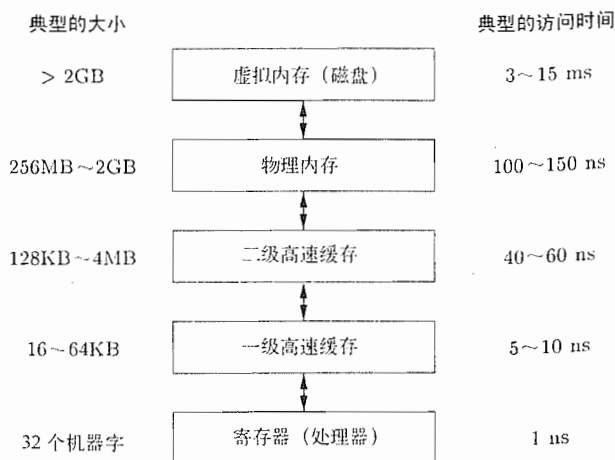 典型的大小 典型的访问时间
> 2GB 虚拟内存（磁盘） 3～15 ms
256MB～2GB 物理内存 100～150 ns
128KB～4MB 二级高速缓存 40～60 ns
16～64KB 一级高速缓存 5～10 ns
32 个机器字 寄存器（处理器） 1 ns